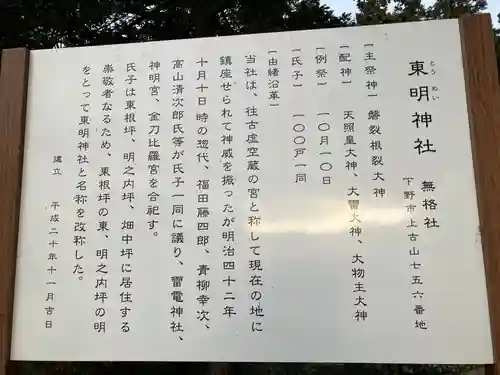 とう めい
東明神社 無格社
下野市上古山七五六番地
[主祭神] 磐裂根裂大神
[配神] 天照皇大神、大雷大神、大物主大神
[例祭] 一〇月一〇日
[氏子] 一〇〇戸一同
[由緒沿革]
当社は、往古虚空蔵の宮と称して現在の地に
鎮座せられて神威を振ったが明治四十二年
十月十日時の惣代、福田藤四郎、青柳幸次、
高山清次郎氏等が氏子一同に議り、雷電神社、
神明宮、金刀比羅宮を合祀す。
氏子は東根坪、明之内坪、畑中坪に居住する
崇敬者なるため、東根坪の東、明之内坪の明
をとって東明神社と名称を改称した。
建立 平成二十年十一月吉日